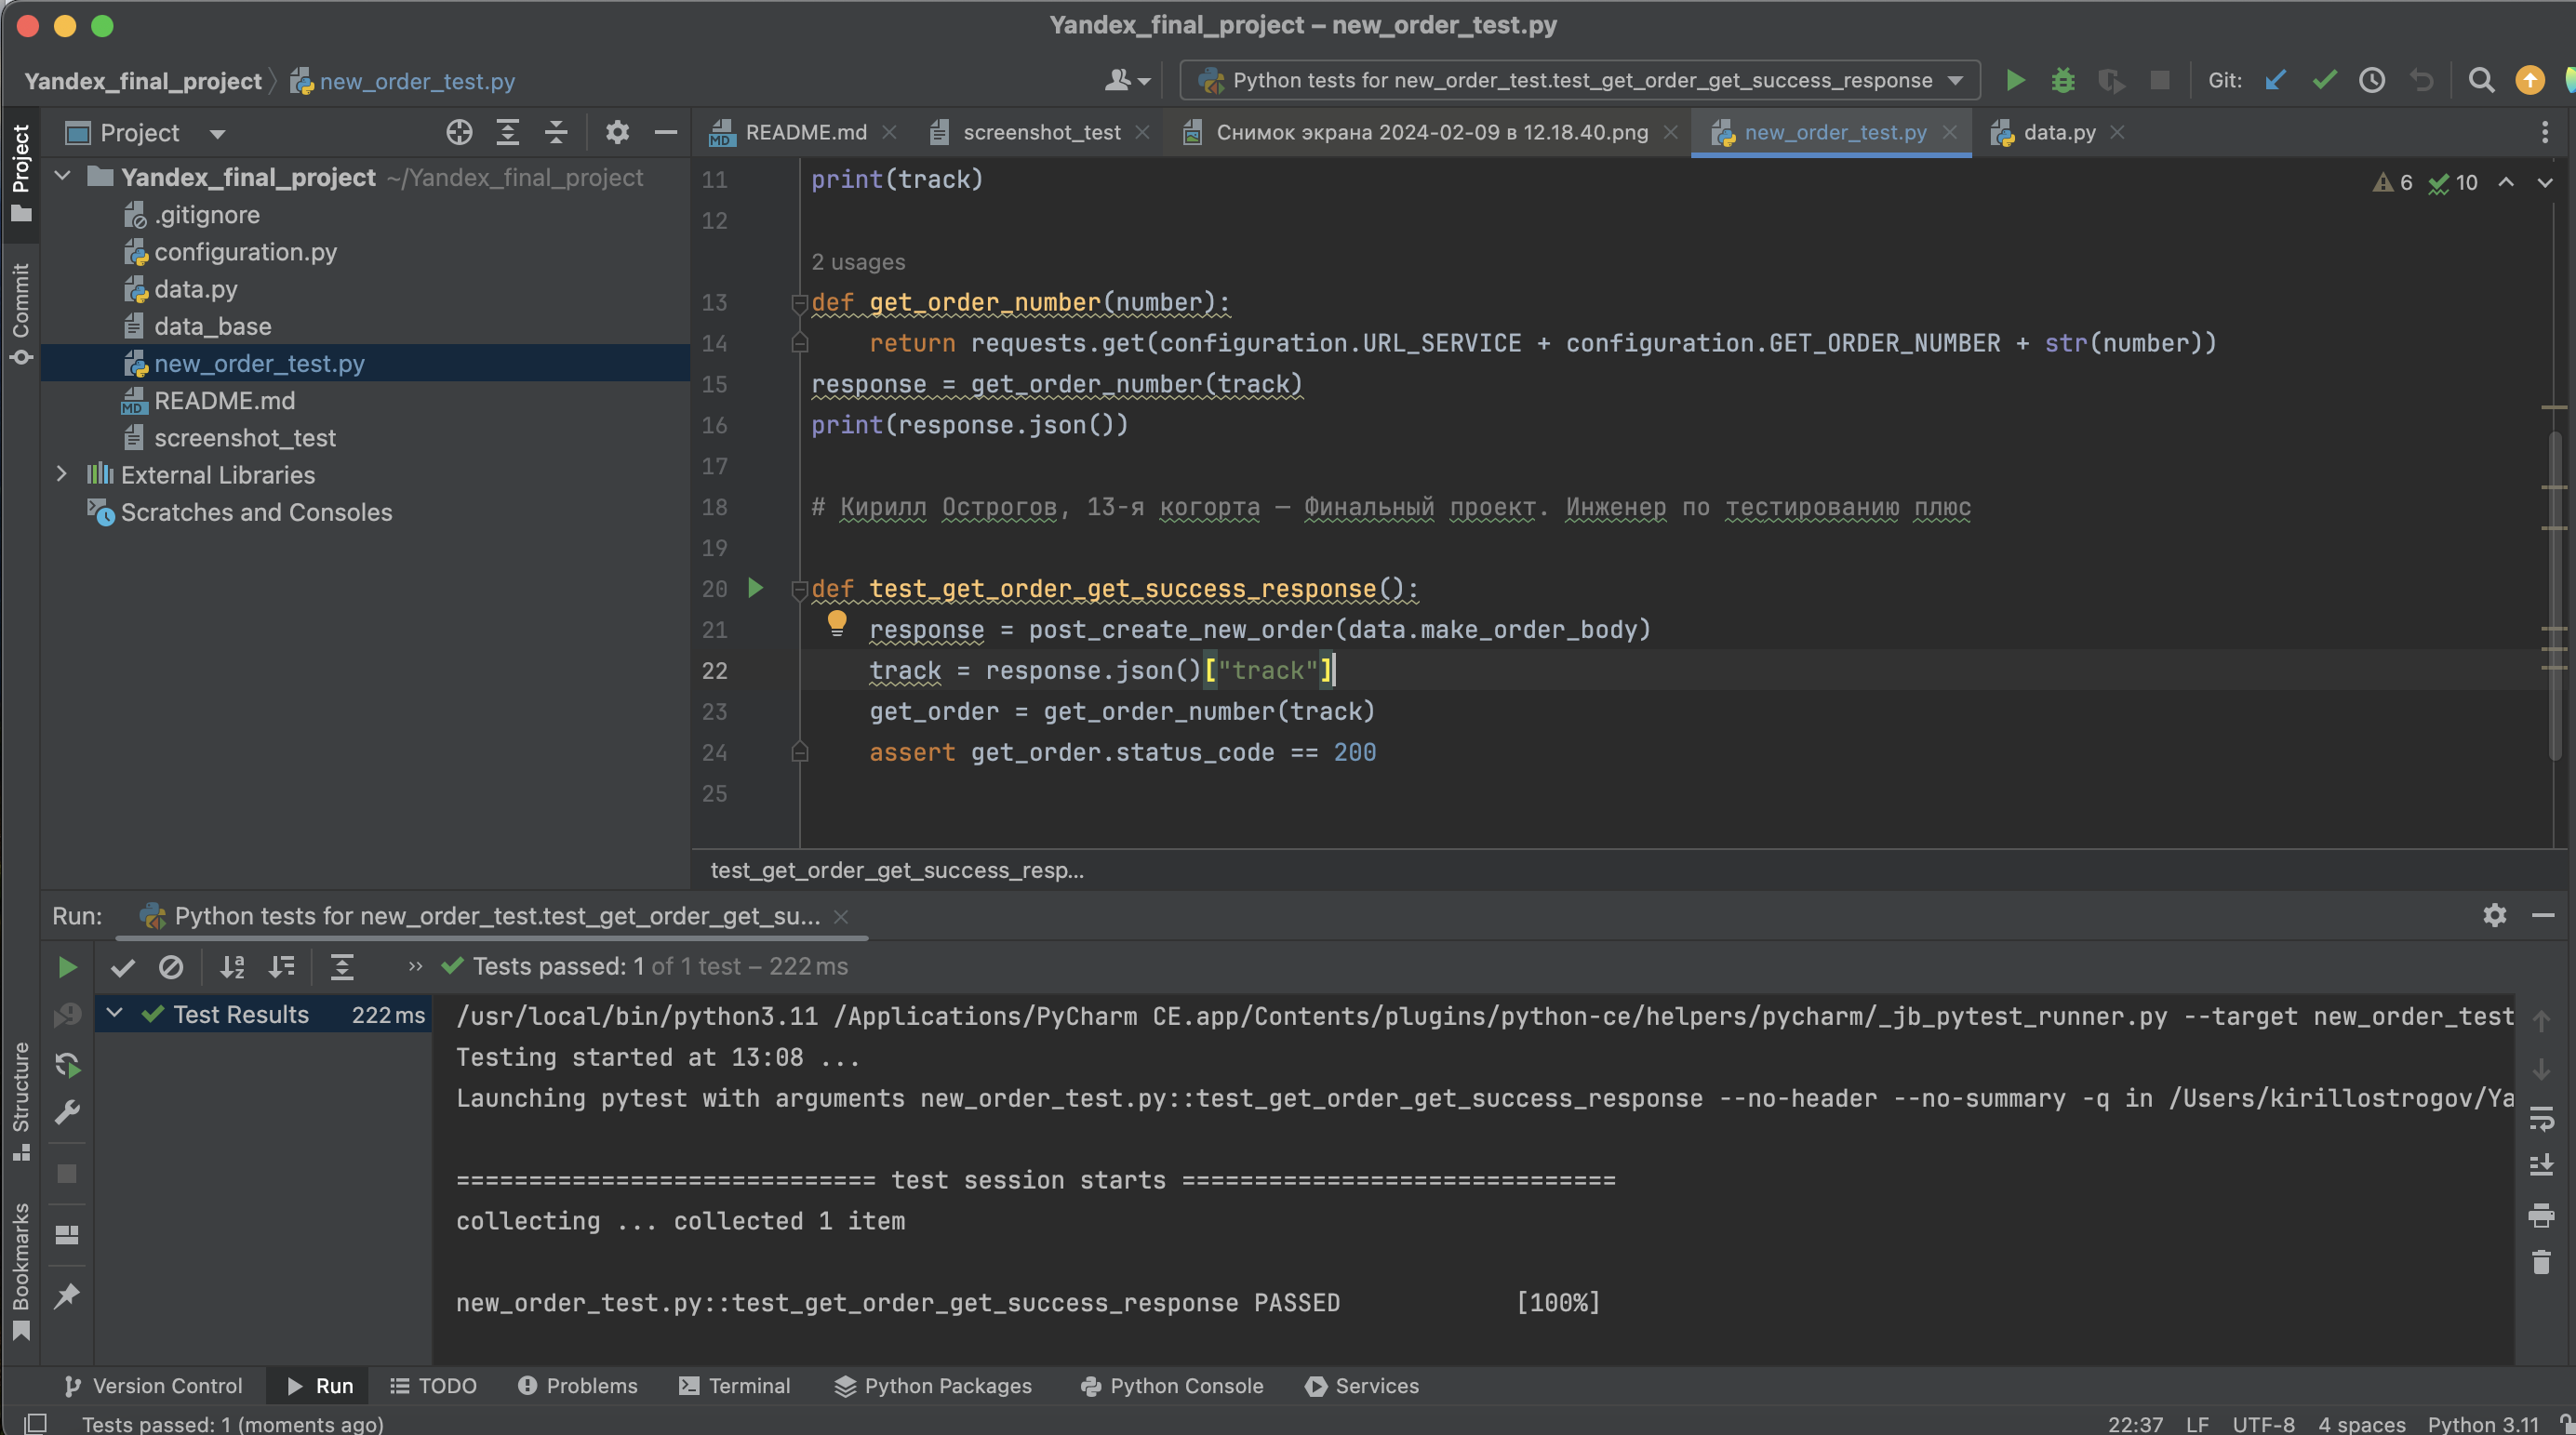 Yandex_final_project – new_order_test.py
Yandex_final_project 〉 new_order_test.py
Python tests for new_order_test.test_get_order_get_success_response
Git:
Project
README.md
screenshot_test
Снимок экрана 2024-02-09 в 12.18.40.png
new_order_test.py
data.py
Project
Commit
Structure
Bookmarks
Yandex_final_project ~/Yandex_final_project
.gitignore
configuration.py
data.py
data_base
new_order_test.py
README.md
screenshot_test
External Libraries
Scratches and Consoles
6 10
11 print(track)
12
2 usages
13 def get_order_number(number):
14 return requests.get(configuration.URL_SERVICE + configuration.GET_ORDER_NUMBER + str(number))
15 response = get_order_number(track)
16 print(response.json())
17
18 # Кирилл Острогов, 13-я когорта — Финальный проект. Инженер по тестированию плюс
19
20 def test_get_order_get_success_response():
21 response = post_create_new_order(data.make_order_body)
22 track = response.json()["track"]
23 get_order = get_order_number(track)
24 assert get_order.status_code == 200
25
test_get_order_get_success_resp...
Run: Python tests for new_order_test.test_get_order_get_su...
» Tests passed: 1 of 1 test – 222 ms
Test Results 222 ms
/usr/local/bin/python3.11 /Applications/PyCharm CE.app/Contents/plugins/python-ce/helpers/pycharm/_jb_pytest_runner.py --target new_order_test
Testing started at 13:08 ...
Launching pytest with arguments new_order_test.py::test_get_order_get_success_response --no-header --no-summary -q in /Users/kirillostrogov/Ya
============================= test session starts ==============================
collecting ... collected 1 item
new_order_test.py::test_get_order_get_success_response PASSED [100%]
Version Control
Run
TODO
Problems
Terminal
Python Packages
Python Console
Services
Tests passed: 1 (moments ago)
22:37 LF UTF-8 4 spaces Python 3.11